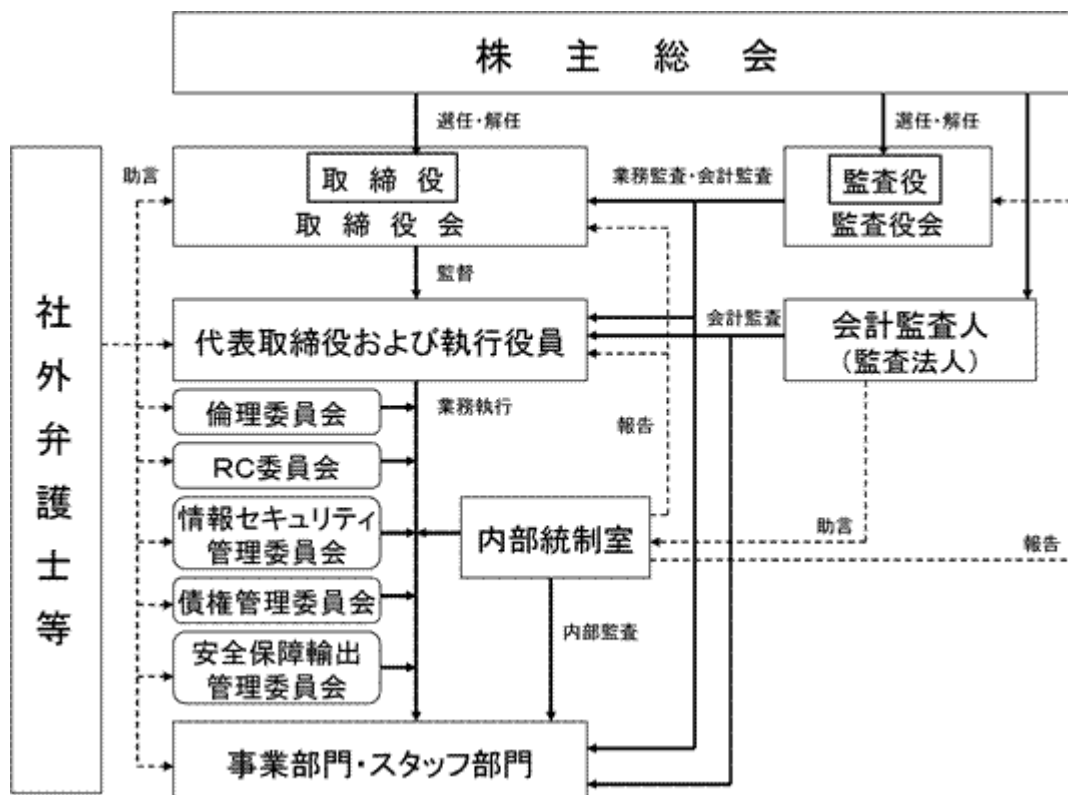 株主総会
選任・解任
選任・解任
助言
取締役
取締役会
業務監査・会計監査
監査役
監査役会
監督
社外弁護士等
代表取締役および執行役員
会計監査
会計監査人
(監査法人)
倫理委員会
業務執行
報告
RC委員会
情報セキュリティ
管理委員会
内部統制室
助言
報告
債権管理委員会
内部監査
安全保障輸出
管理委員会
事業部門・スタッフ部門